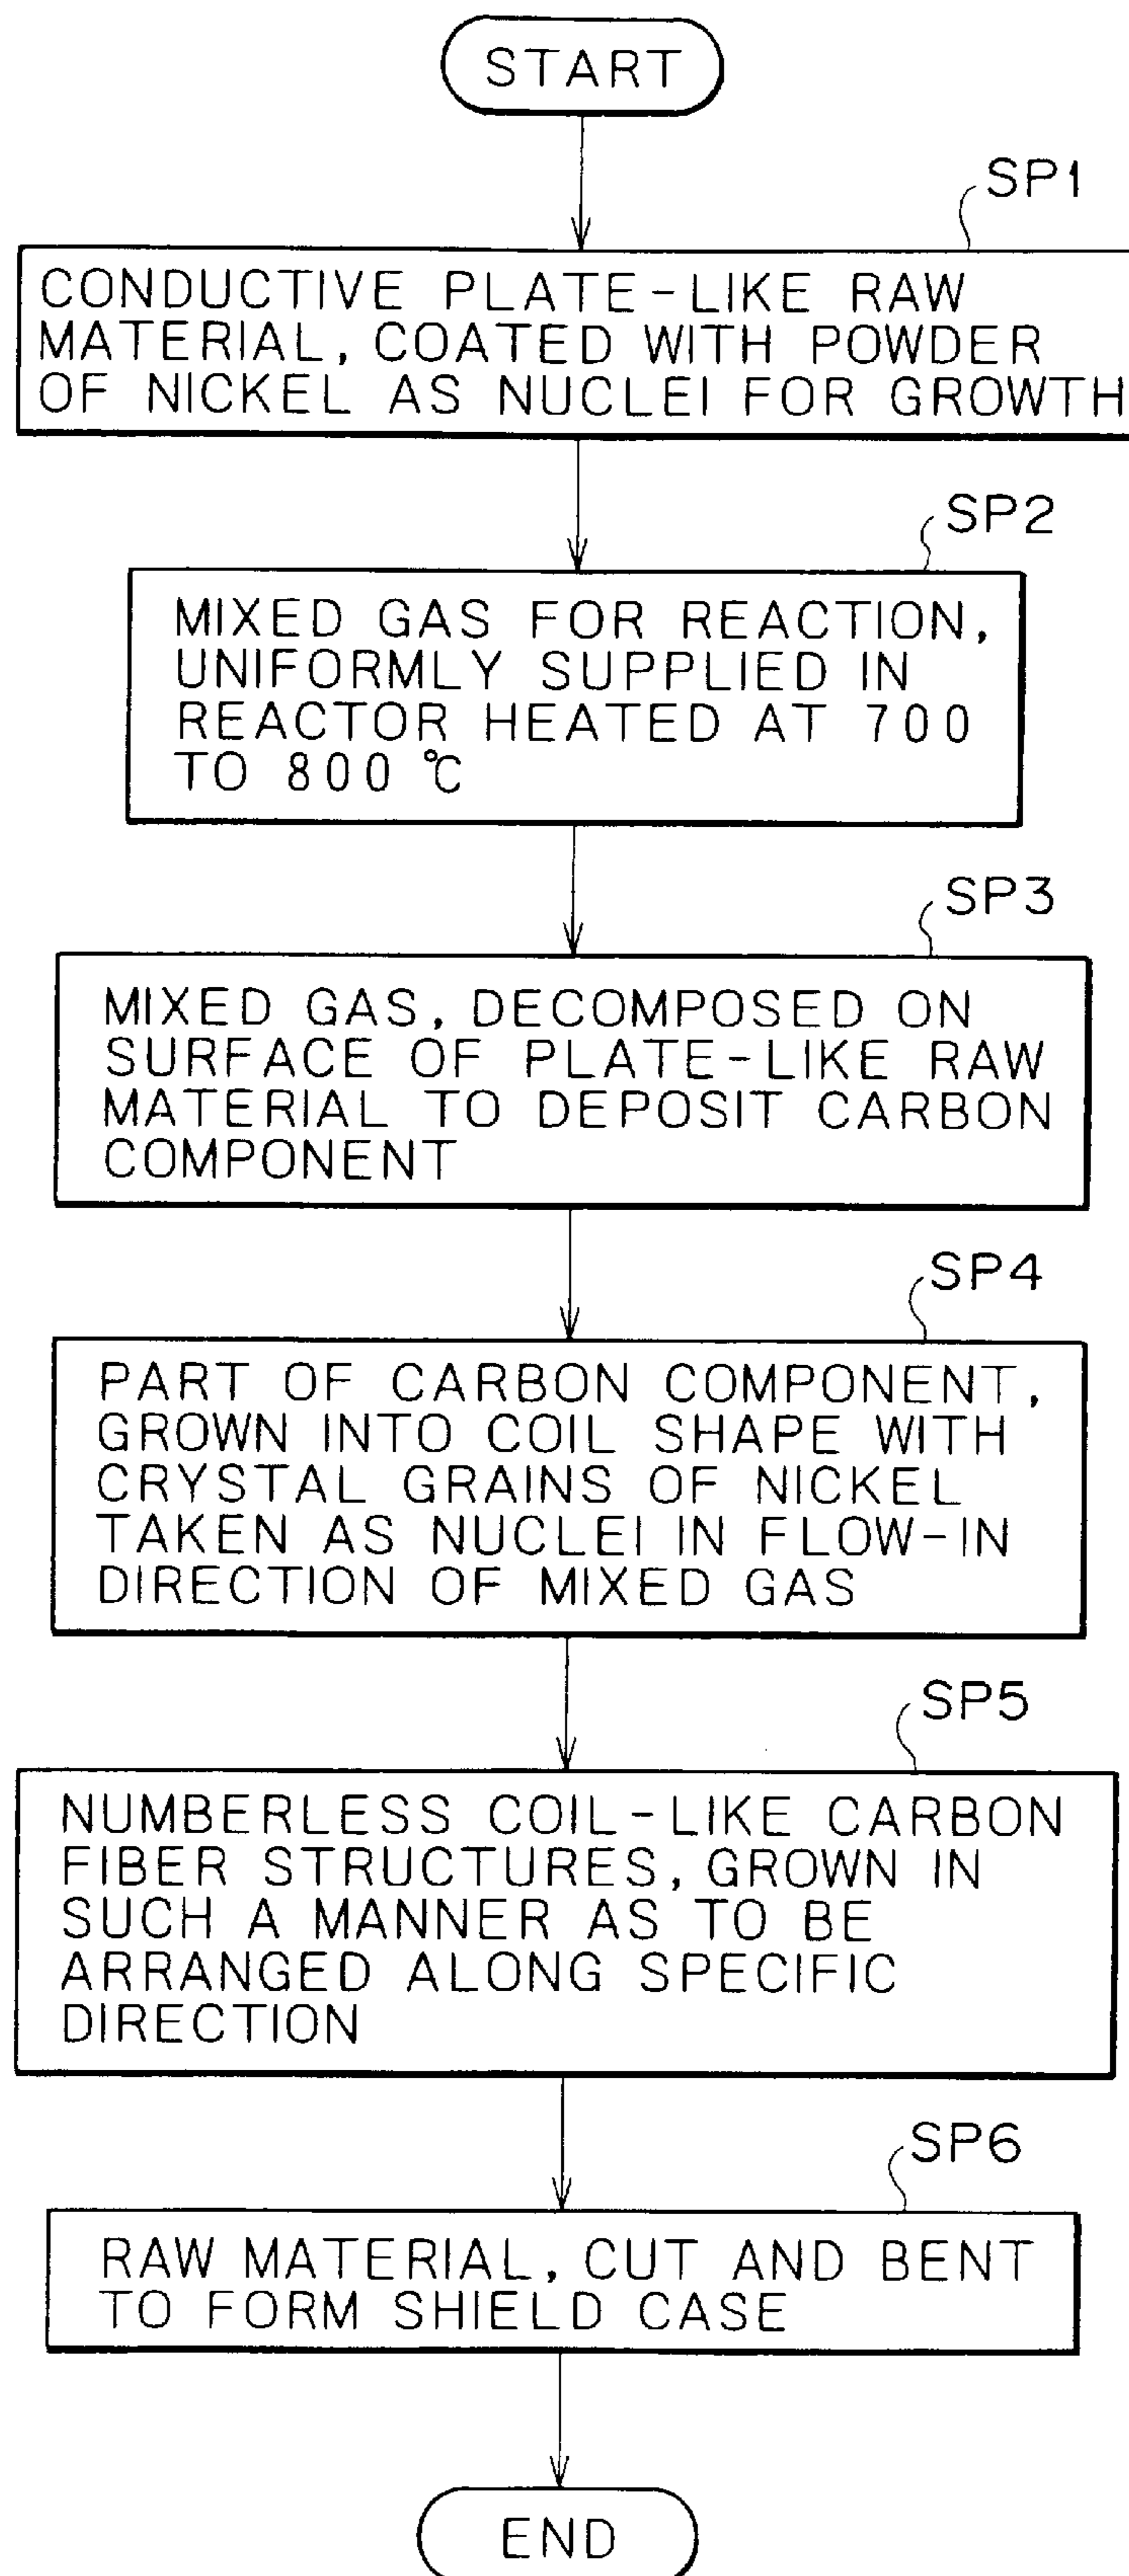 START
SP1
CONDUCTIVE PLATE-LIKE RAW
MATERIAL, COATED WITH POWDER
OF NICKEL AS NUCLEI FOR GROWTH
SP2
MIXED GAS FOR REACTION,
UNIFORMLY SUPPLIED IN
REACTOR HEATED AT 700
TO 800 ℃
SP3
MIXED GAS, DECOMPOSED ON
SURFACE OF PLATE-LIKE RAW
MATERIAL TO DEPOSIT CARBON
COMPONENT
SP4
PART OF CARBON COMPONENT,
GROWN INTO COIL SHAPE WITH
CRYSTAL GRAINS OF NICKEL
TAKEN AS NUCLEI IN FLOW-IN
DIRECTION OF MIXED GAS
SP5
NUMBERLESS COIL-LIKE CARBON
FIBER STRUCTURES, GROWN IN
SUCH A MANNER AS TO BE
ARRANGED ALONG SPECIFIC
DIRECTION
SP6
RAW MATERIAL, CUT AND BENT
TO FORM SHIELD CASE
END